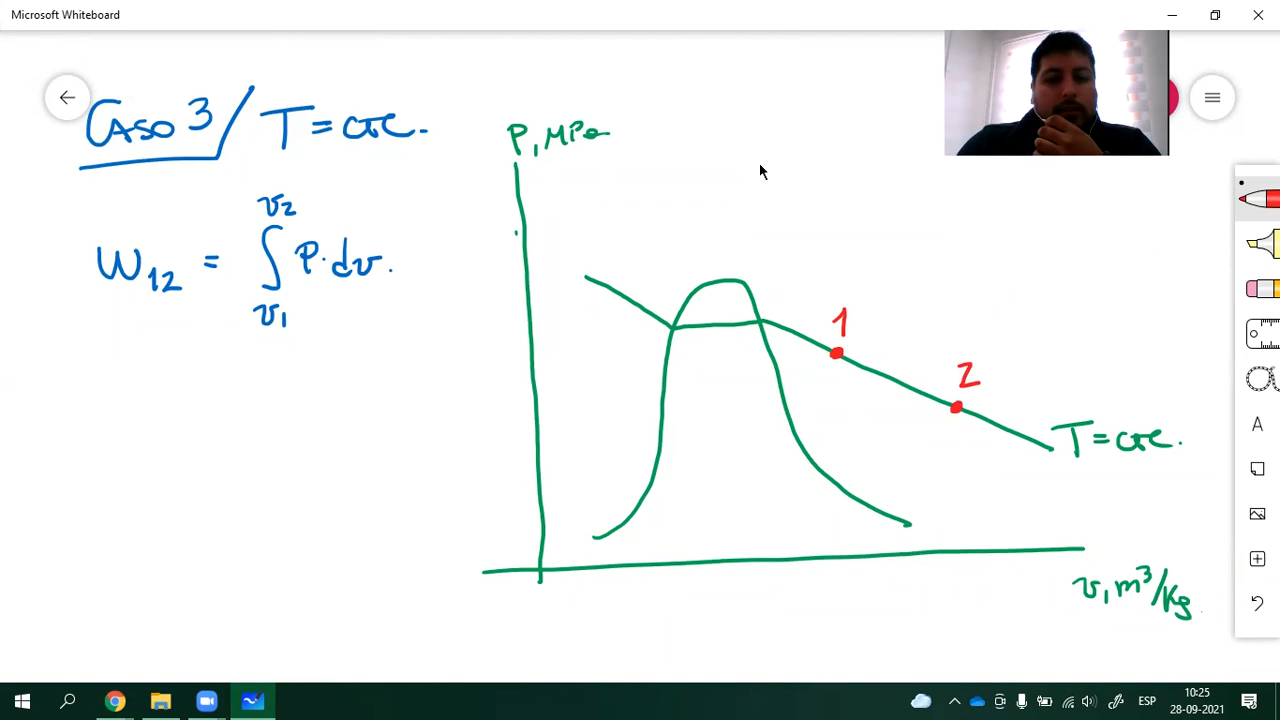 Microsoft Whiteboard
CASO 3/ T = cte.
P, MPa
v2
W12 = ∫ P. dv.
v1
1
2
T = cte.
v, m³/kg
A
ESP
10:25
28-09-2021